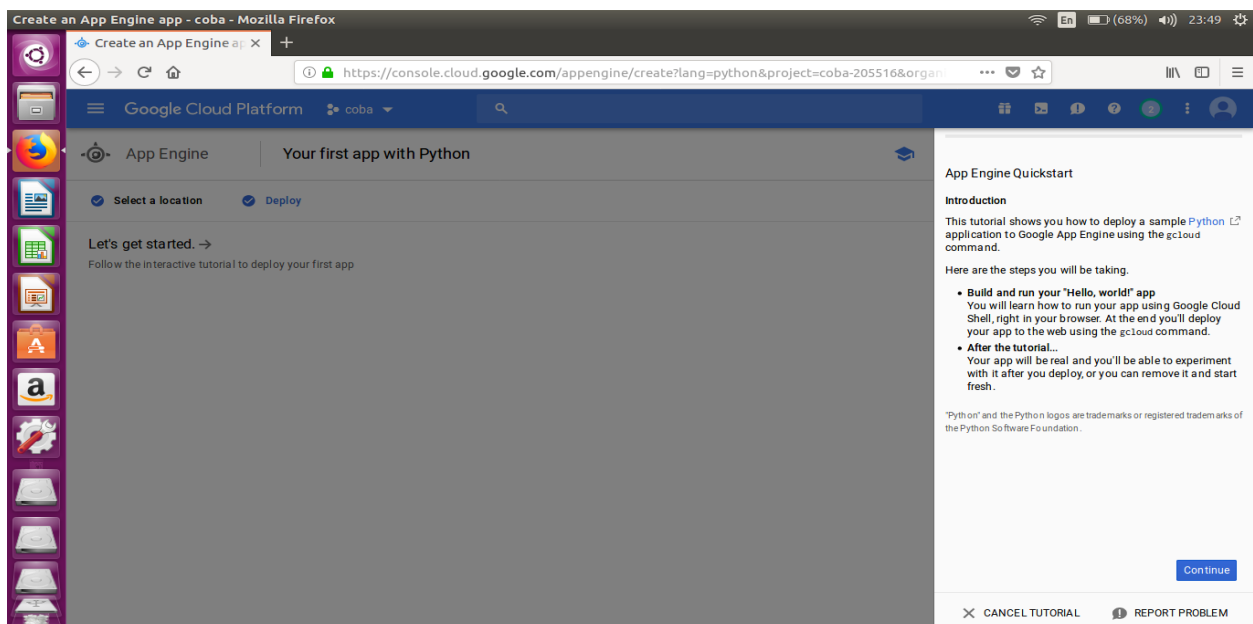 Create an App Engine app - coba - Mozilla Firefox
En (68%) 23:49
Create an App Engine ap
https://console.cloud.google.com/appengine/create?lang=python&project=coba-205516&organ
Google Cloud Platform coba 2
App Engine Your first app with Python
Select a location Deploy
Let's get started.
Follow the interactive tutorial to deploy your first app
App Engine Quickstart
Introduction
This tutorial shows you how to deploy a sample Python
application to Google App Engine using the gcloud
command.
Here are the steps you will be taking.
Build and run your "Hello, world!" app
You will learn how to run your app using Google Cloud
Shell, right in your browser. At the end you'll deploy
your app to the web using the gcloud command.
After the tutorial...
Your app will be real and you'll be able to experiment
with it after you deploy, or you can remove it and start
fresh.
"Python" and the Python logos are trademarks or registered trademarks of
the Python Software Foundation.
Continue
CANCEL TUTORIAL REPORT PROBLEM